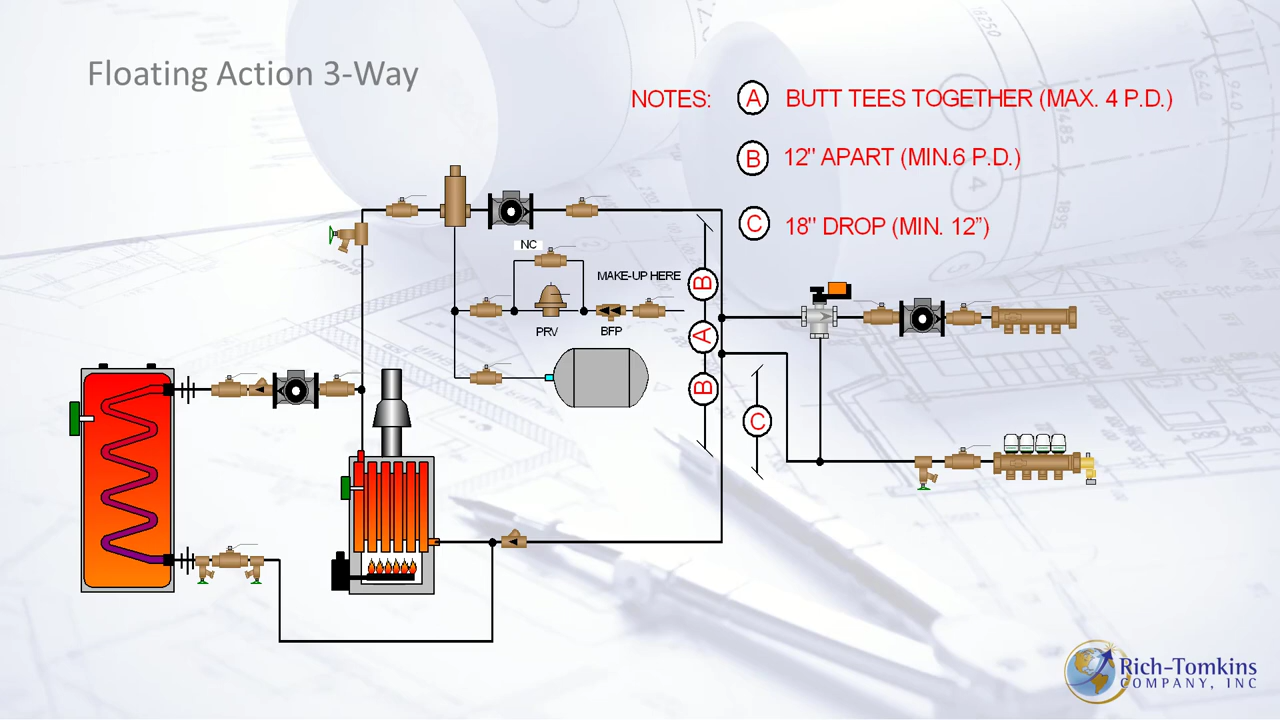 Floating Action 3-Way
NOTES: A BUTT TEES TOGETHER (MAX. 4 P.D.)
B 12" APART (MIN.6 P.D.)
C 18" DROP (MIN. 12”)
NC
MAKE-UP HERE
PRV
BFP
B
A
B
C
Rich-Tomkins
COMPANY, INC